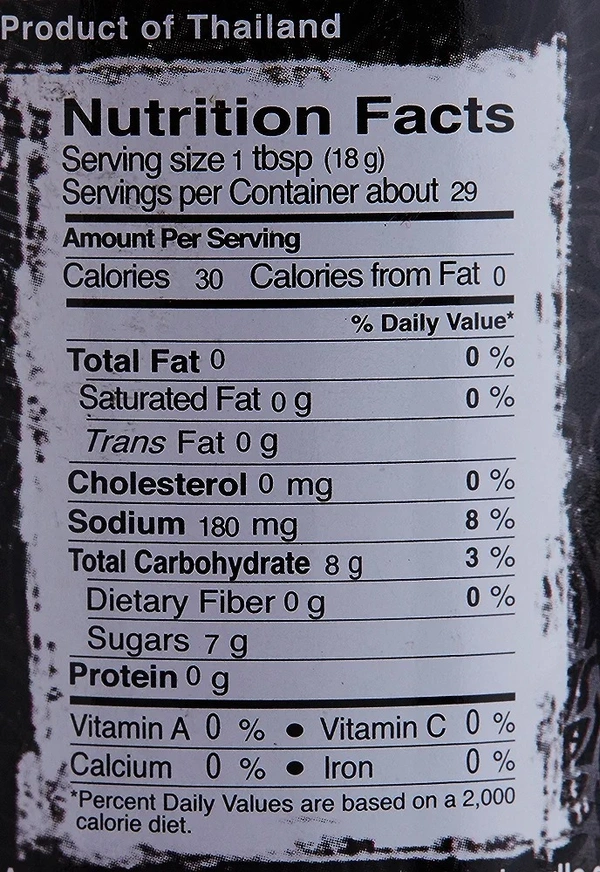 Product of Thailand
Nutrition Facts
Serving size 1 tbsp (18 g)
Servings per Container about 29
Amount Per Serving
Calories 30 Calories from Fat 0
% Daily Value*
Total Fat 0 0 %
Saturated Fat 0 g 0 %
Trans Fat 0 g
Cholesterol 0 mg 0 %
Sodium 180 mg 8 %
Total Carbohydrate 8 g 3 %
Dietary Fiber 0 g 0 %
Sugars 7 g
Protein 0 g
Vitamin A 0 % • Vitamin C 0 %
Calcium 0 % • Iron 0 %
*Percent Daily Values are based on a 2,000
calorie diet.